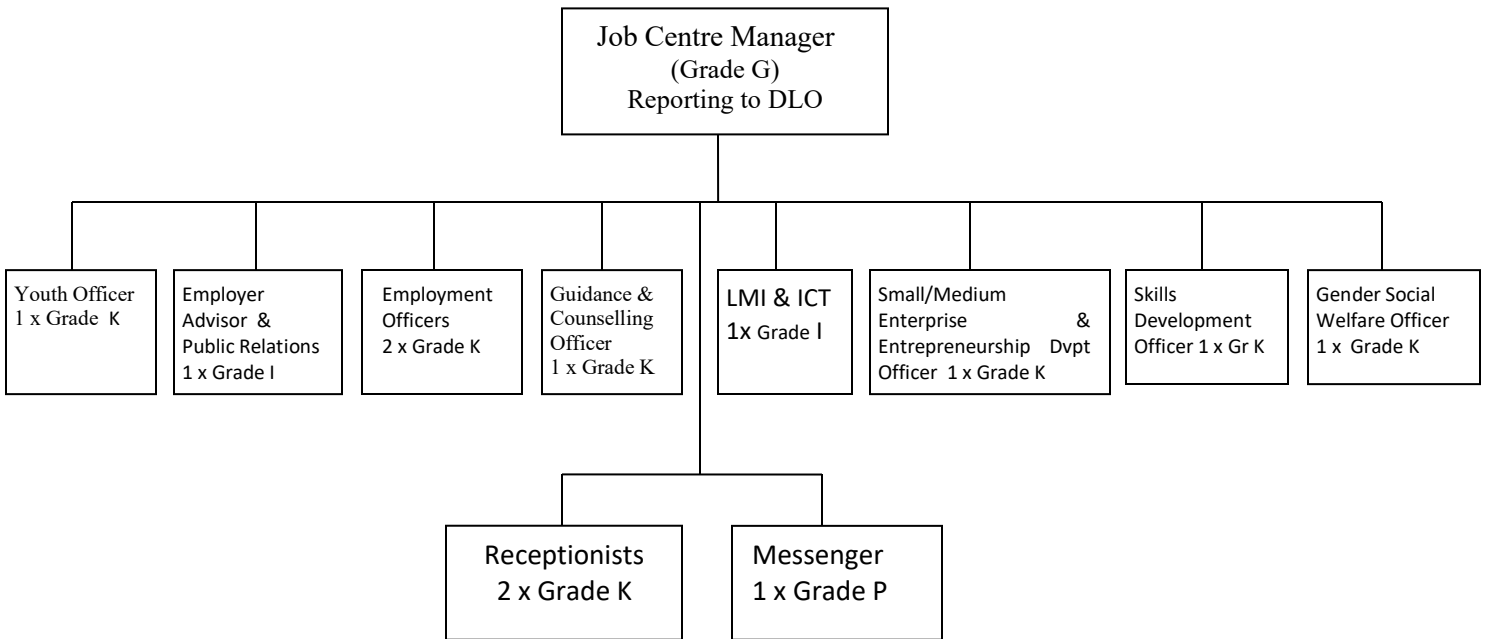 Job Centre Manager
(Grade G)
Reporting to DLO
Youth Officer
1 x Grade K
Employer
Advisor &
Public Relations
1 x Grade I
Employment
Officers
2 x Grade K
Guidance &
Counselling
Officer
1 x Grade K
LMI & ICT
1x Grade I
Small/Medium
Enterprise &
Entrepreneurship Dvpt
Officer 1 x Grade K
Skills
Development
Officer 1 x Gr K
Gender Social
Welfare Officer
1 x Grade K
Receptionists
2 x Grade K
Messenger
1 x Grade P